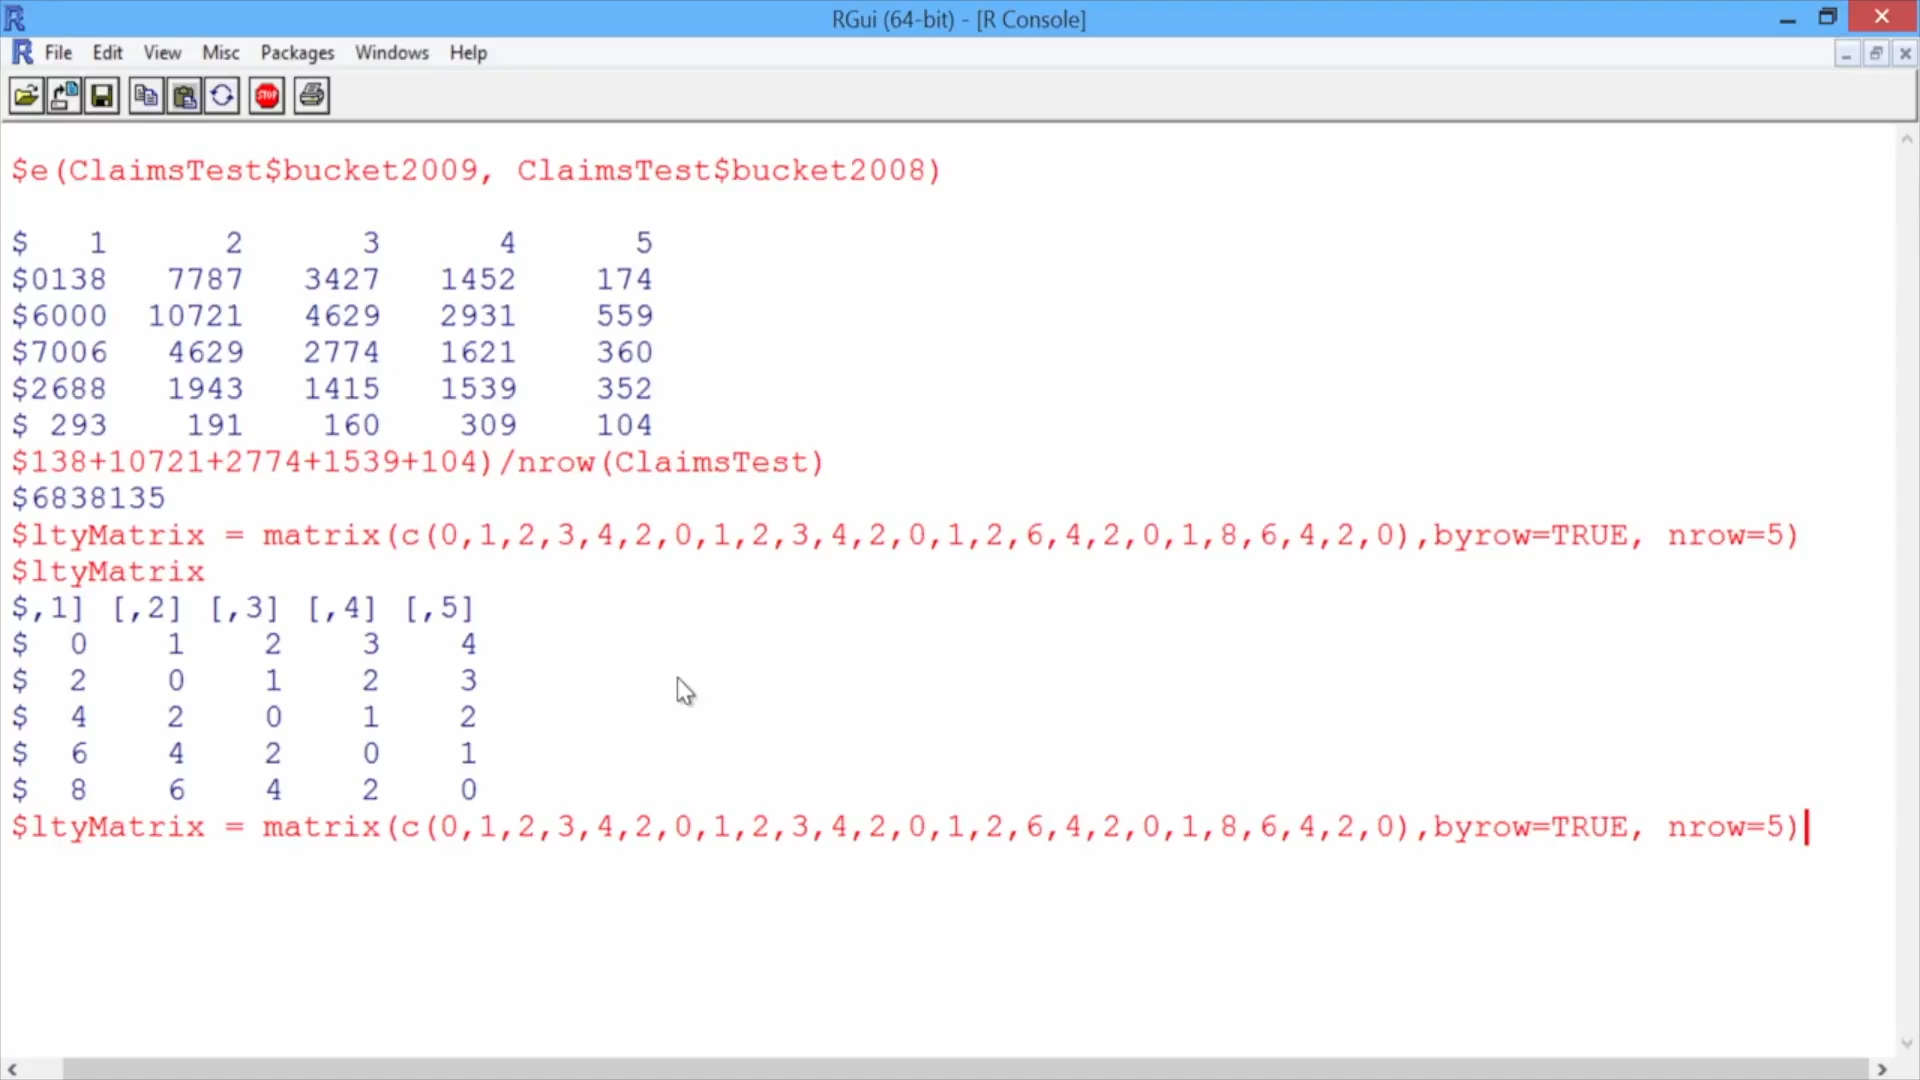 RGui (64-bit) - [R Console]
File Edit View Misc Packages Windows Help
STOP
$e(ClaimsTest$bucket2009, ClaimsTest$bucket2008)
$ 1 2 3 4 5
$0138 7787 3427 1452 174
$6000 10721 4629 2931 559
$7006 4629 2774 1621 360
$2688 1943 1415 1539 352
$ 293 191 160 309 104
$138+10721+2774+1539+104)/nrow(ClaimsTest)
$6838135
$ltyMatrix = matrix(c(0,1,2,3,4,2,0,1,2,3,4,2,0,1,2,6,4,2,0,1,8,6,4,2,0),byrow=TRUE, nrow=5)
$ltyMatrix
$,1] [,2] [,3] [,4] [,5]
$ 0 1 2 3 4
$ 2 0 1 2 3
$ 4 2 0 1 2
$ 6 4 2 0 1
$ 8 6 4 2 0
$ltyMatrix = matrix(c(0,1,2,3,4,2,0,1,2,3,4,2,0,1,2,6,4,2,0,1,8,6,4,2,0),byrow=TRUE, nrow=5)